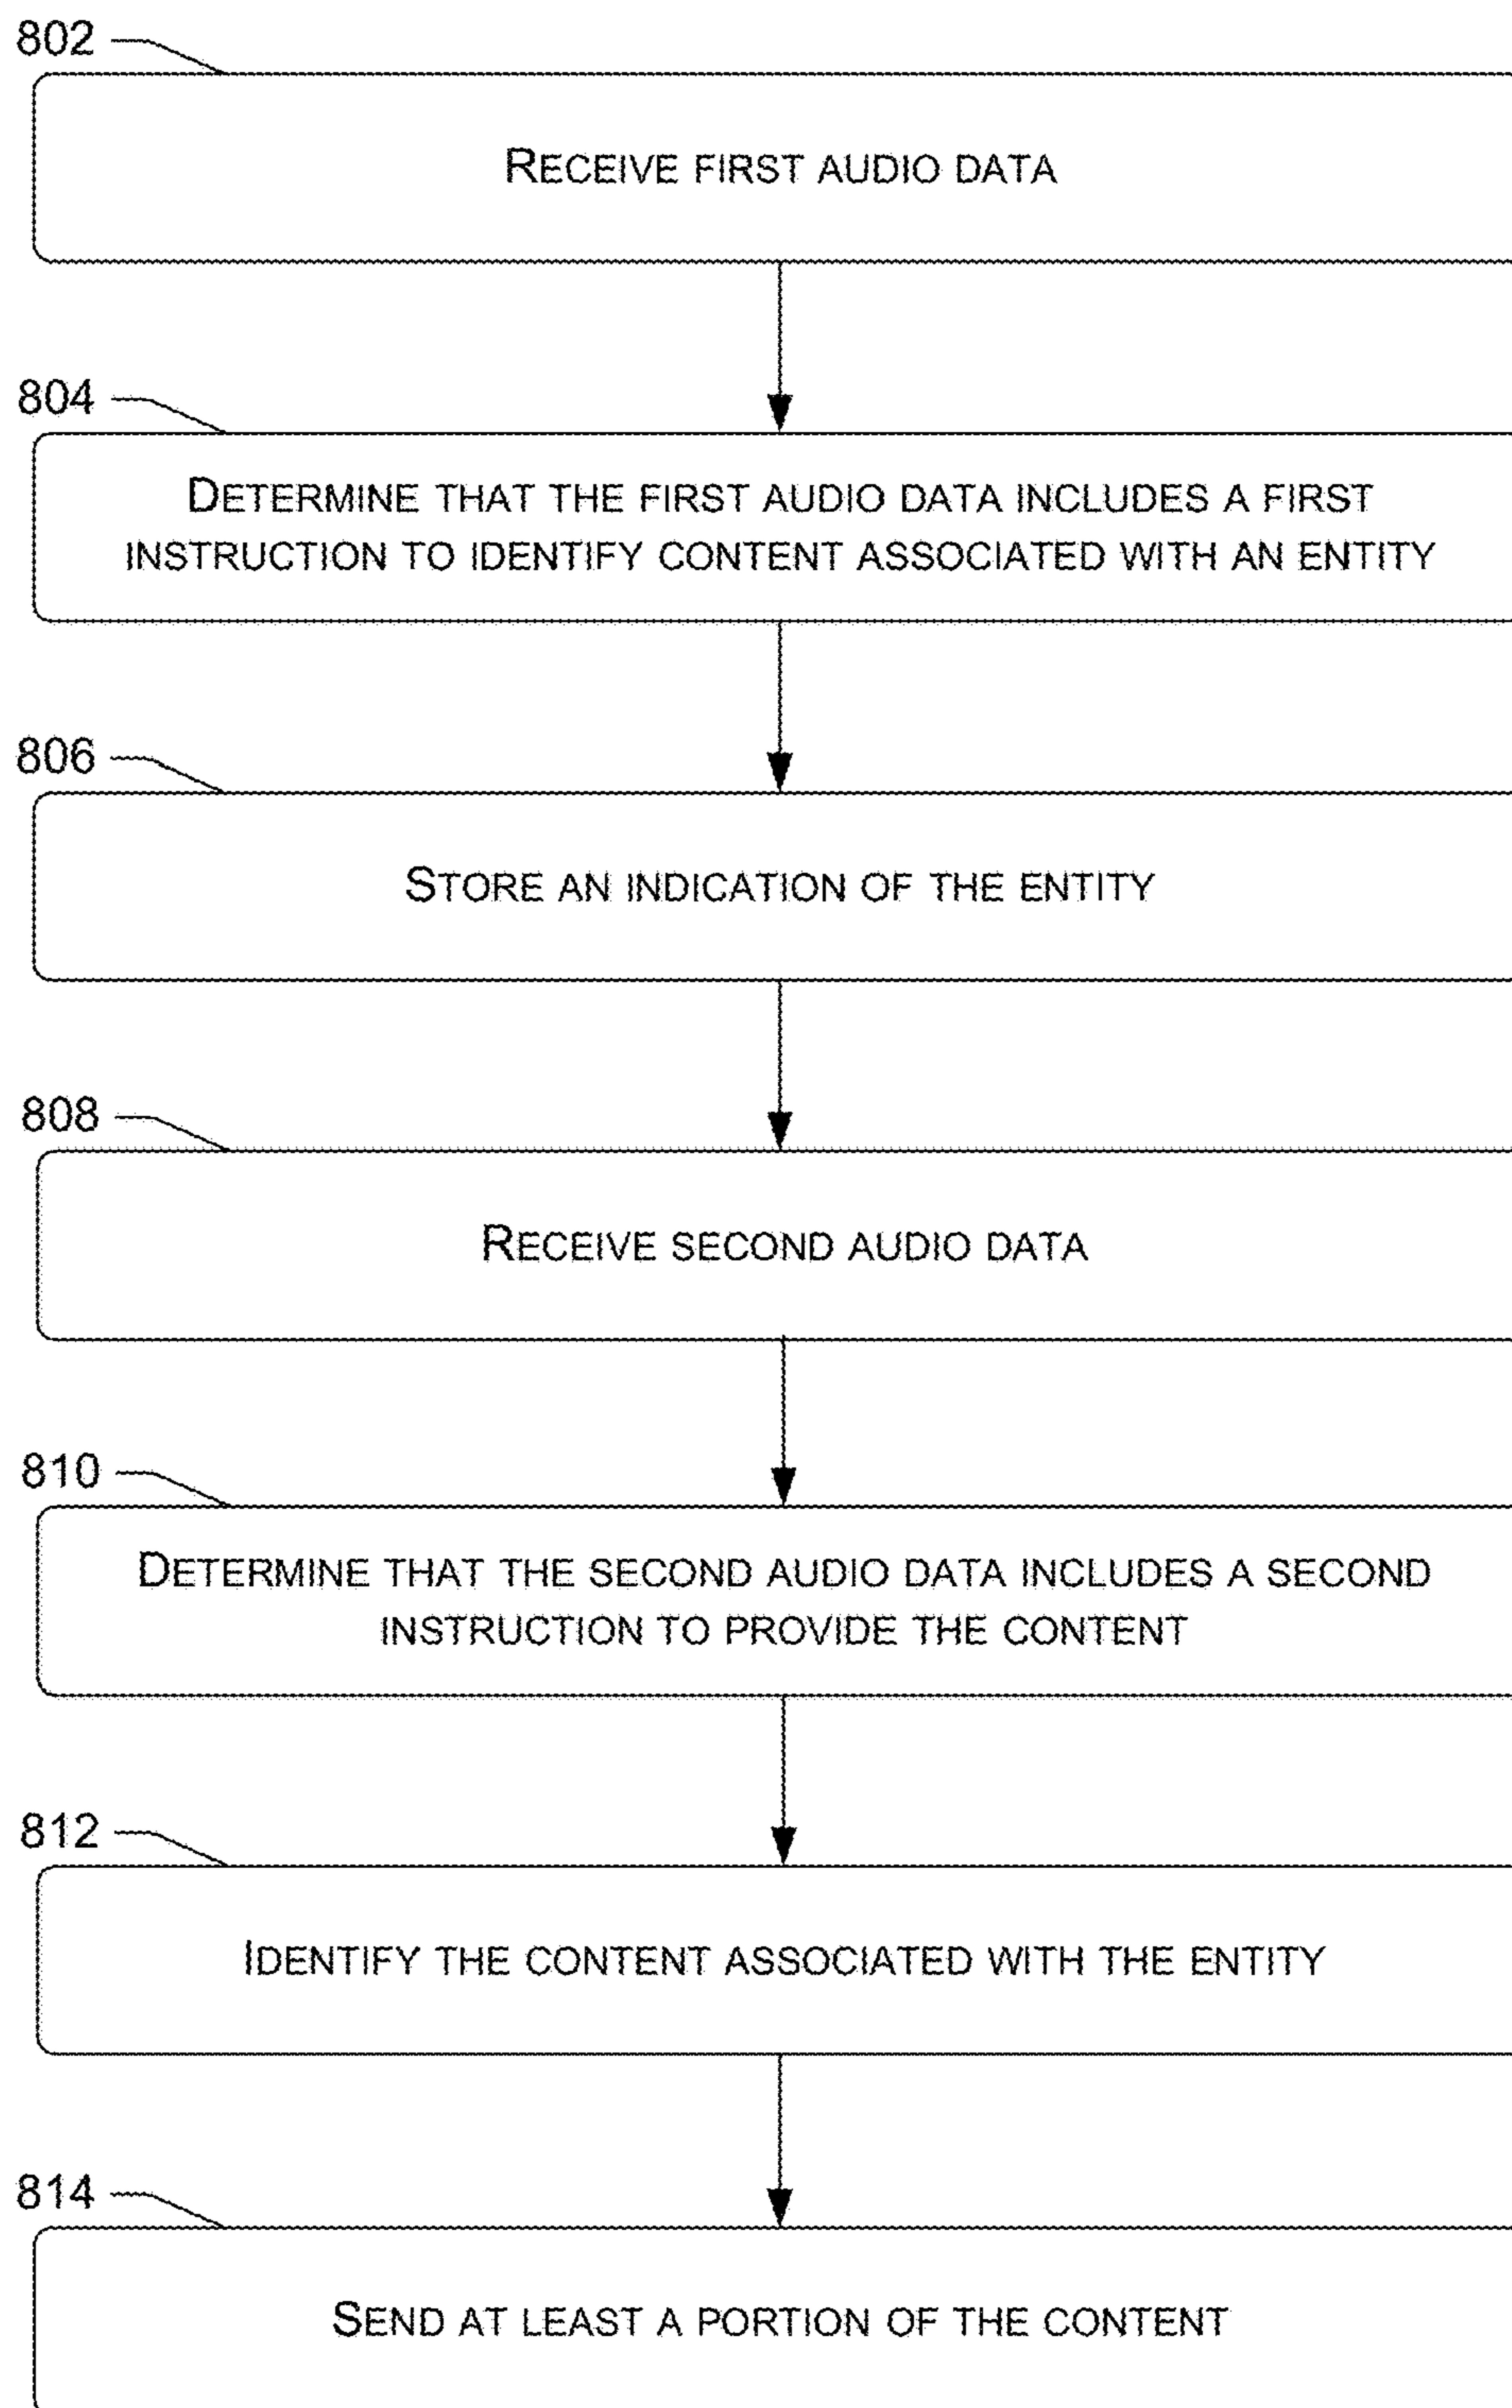 802
RECEIVE FIRST AUDIO DATA
804
DETERMINE THAT THE FIRST AUDIO DATA INCLUDES A FIRST
INSTRUCTION TO IDENTIFY CONTENT ASSOCIATED WITH AN ENTITY
806
STORE AN INDICATION OF THE ENTITY
808
RECEIVE SECOND AUDIO DATA
810
DETERMINE THAT THE SECOND AUDIO DATA INCLUDES A SECOND
INSTRUCTION TO PROVIDE THE CONTENT
812
IDENTIFY THE CONTENT ASSOCIATED WITH THE ENTITY
814
SEND AT LEAST A PORTION OF THE CONTENT